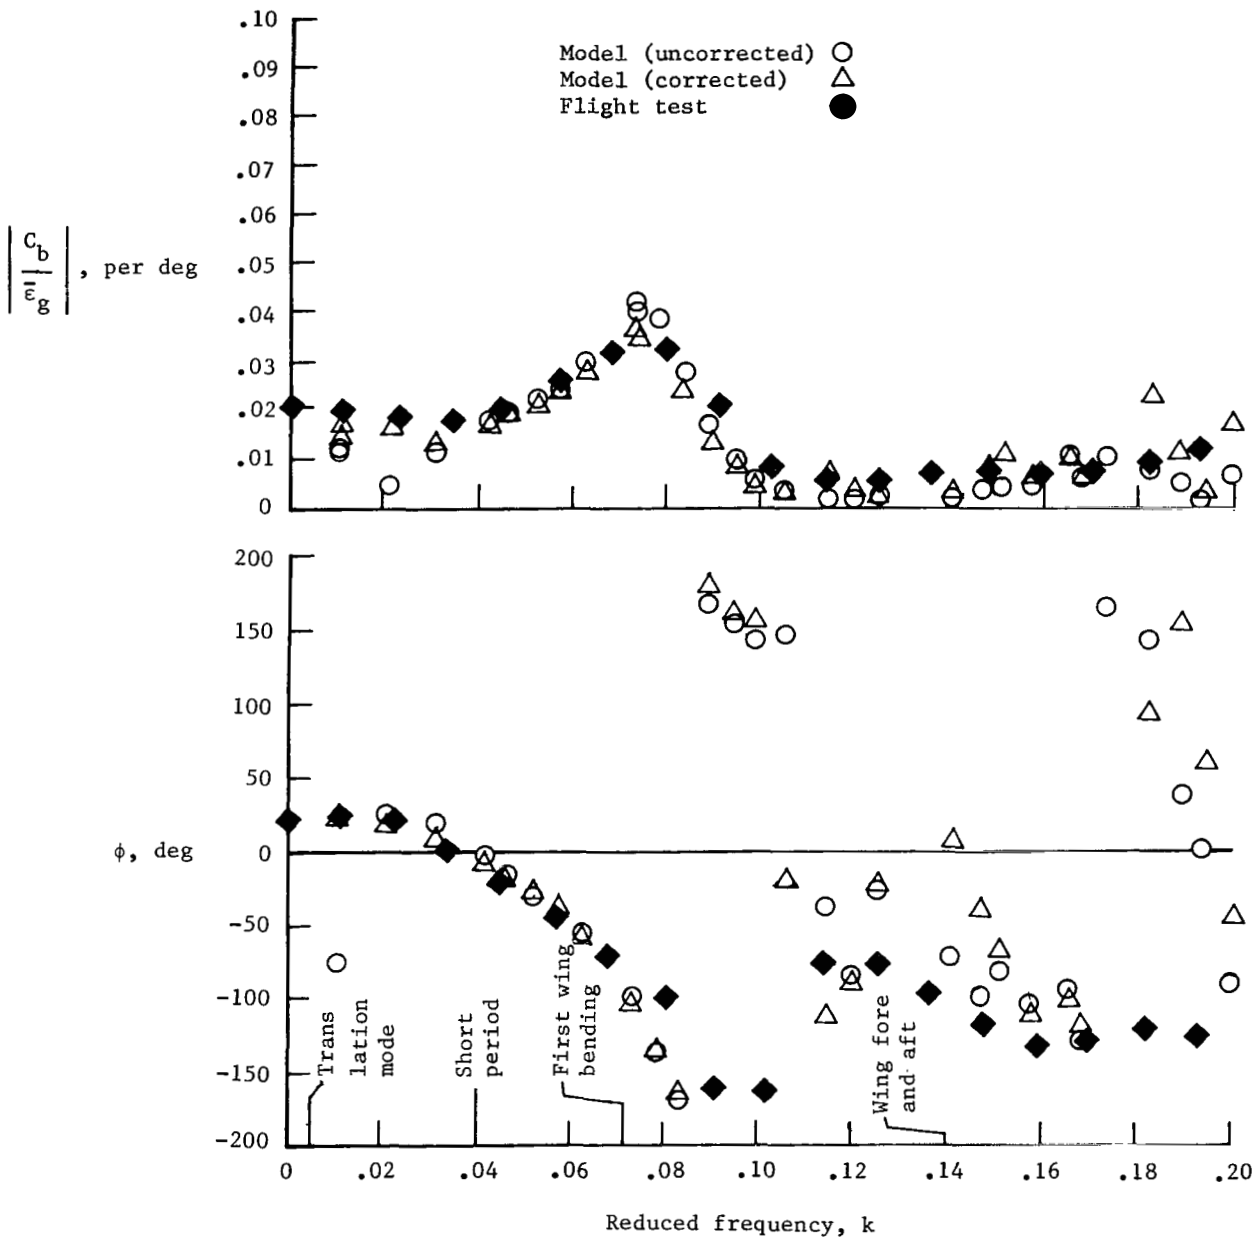 .10
.09
.08
.07
.06
.05
.04
.03
.02
.01
0
Model (uncorrected)
Model (corrected)
Flight test
|C_b / ε̄_g|, per deg
200
150
100
50
0
-50
-100
-150
-200
φ, deg
Trans
lation
mode
Short
period
First wing
bending
Wing fore
and aft
0 .02 .04 .06 .08 .10 .12 .14 .16 .18 .20
Reduced frequency, k